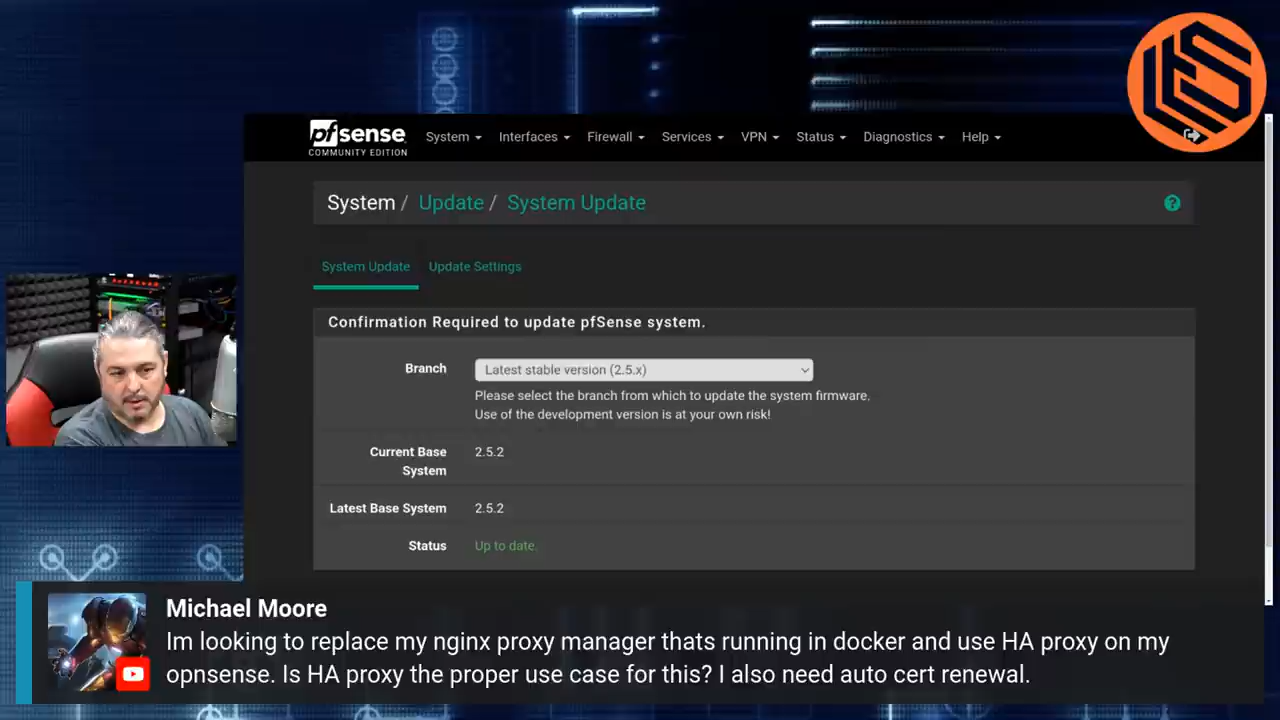 pfsense
COMMUNITY EDITION
System Interfaces Firewall Services VPN Status Diagnostics Help
System / Update / System Update
System Update Update Settings
Confirmation Required to update pfSense system.
Branch Latest stable version (2.5.x)
Please select the branch from which to update the system firmware.
Use of the development version is at your own risk!
Current Base System 2.5.2
Latest Base System 2.5.2
Status Up to date.
Michael Moore
Im looking to replace my nginx proxy manager thats running in docker and use HA proxy on my
opnsense. Is HA proxy the proper use case for this? I also need auto cert renewal.